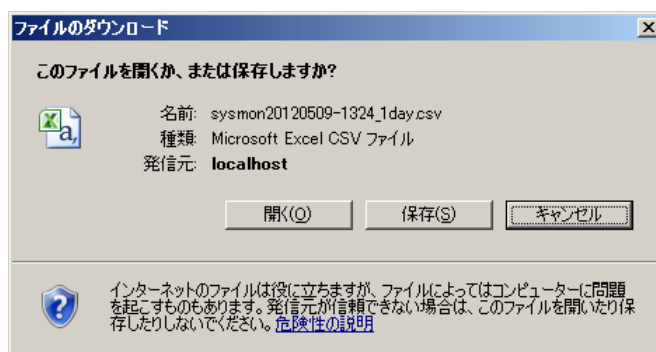 ファイルのダウンロード
このファイルを開くか、または保存しますか?
名前: sysmon20120509-1324_1day.csv
種類: Microsoft Excel CSV ファイル
発信元: localhost
開く(O) 保存(S) キャンセル
インターネットのファイルは役に立ちますが、ファイルによってはコンピューターに問題
を起こすものもあります。発信元が信頼できない場合は、このファイルを開いたり保
存したりしないでください。危険性の説明